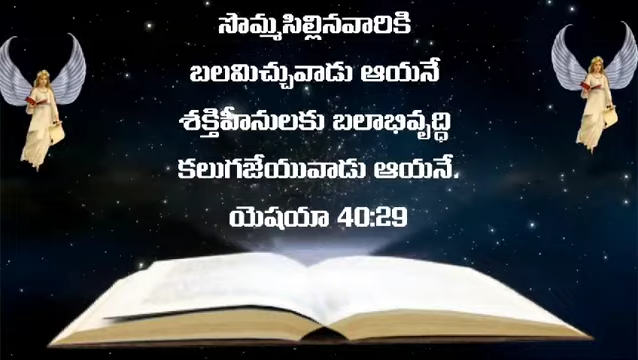 సొమ్మసిల్లినవారికి
బలమిచ్చువాడు ఆయనే
శక్తిహీనులకు బలాభివృద్ధి
కలుగజేయువాడు ఆయనే.
యెషయా 40:29